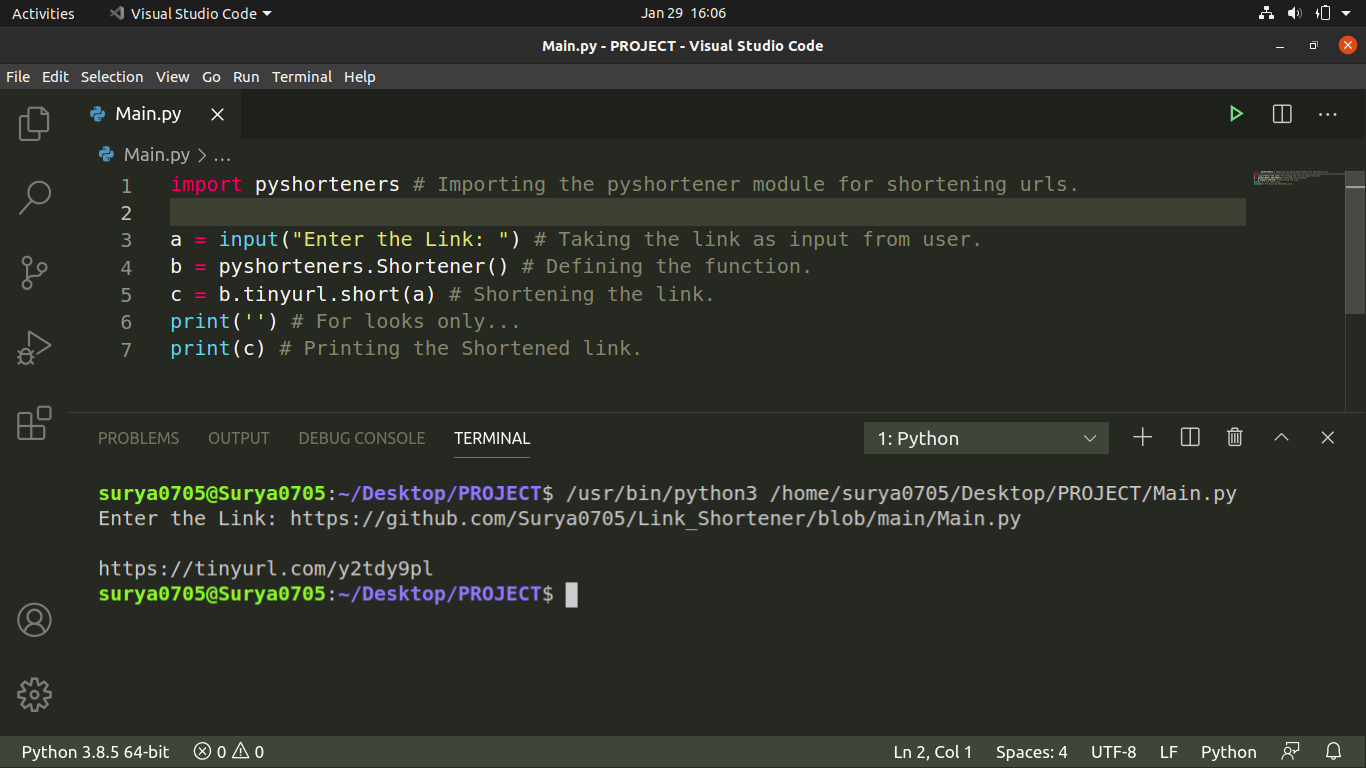 Activities Visual Studio Code Jan 29 16:06
Main.py - PROJECT - Visual Studio Code
File Edit Selection View Go Run Terminal Help
Main.py
Main.py > ...
1 import pyshorteners # Importing the pyshortener module for shortening urls.
2
3 a = input("Enter the Link: ") # Taking the link as input from user.
4 b = pyshorteners.Shortener() # Defining the function.
5 c = b.tinyurl.short(a) # Shortening the link.
6 print('') # For looks only...
7 print(c) # Printing the Shortened link.
PROBLEMS OUTPUT DEBUG CONSOLE TERMINAL 1: Python
surya0705@Surya0705:~/Desktop/PROJECT$ /usr/bin/python3 /home/surya0705/Desktop/PROJECT/Main.py
Enter the Link: https://github.com/Surya0705/Link_Shortener/blob/main/Main.py
https://tinyurl.com/y2tdy9pl
surya0705@Surya0705:~/Desktop/PROJECT$
Python 3.8.5 64-bit 0 0 Ln 2, Col 1 Spaces: 4 UTF-8 LF Python